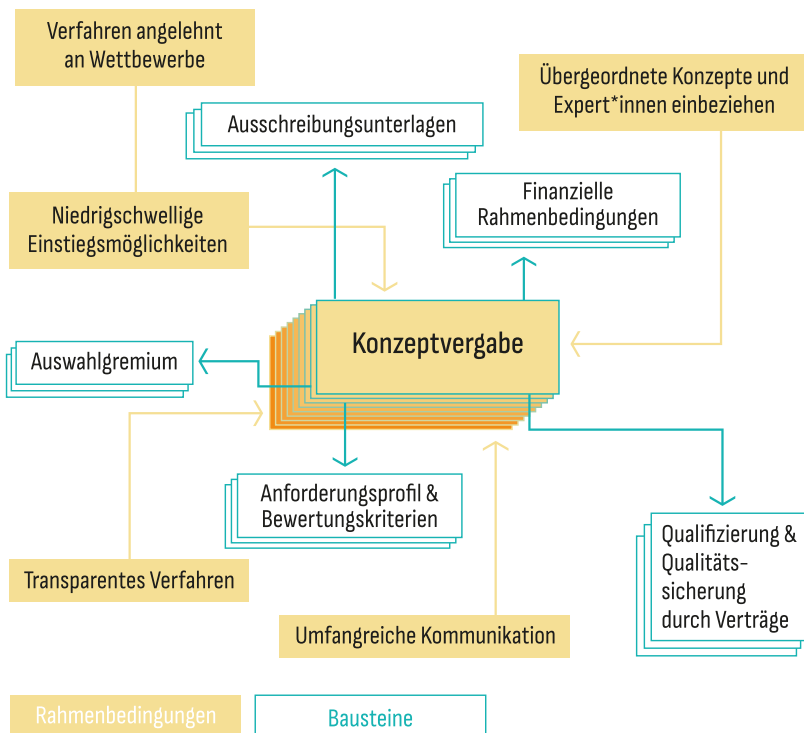 Verfahren angelehnt
an Wettbewerbe
Übergeordnete Konzepte und
Expert*innen einbeziehen
Ausschreibungsunterlagen
Finanzielle
Rahmenbedingungen
Niedrigschwellige
Einstiegsmöglichkeiten
Konzeptvergabe
Auswahlgremium
Anforderungsprofil &
Bewertungskriterien
Qualifizierung &
Qualitäts-
sicherung
durch Verträge
Transparentes Verfahren
Umfangreiche Kommunikation
Rahmenbedingungen
Bausteine